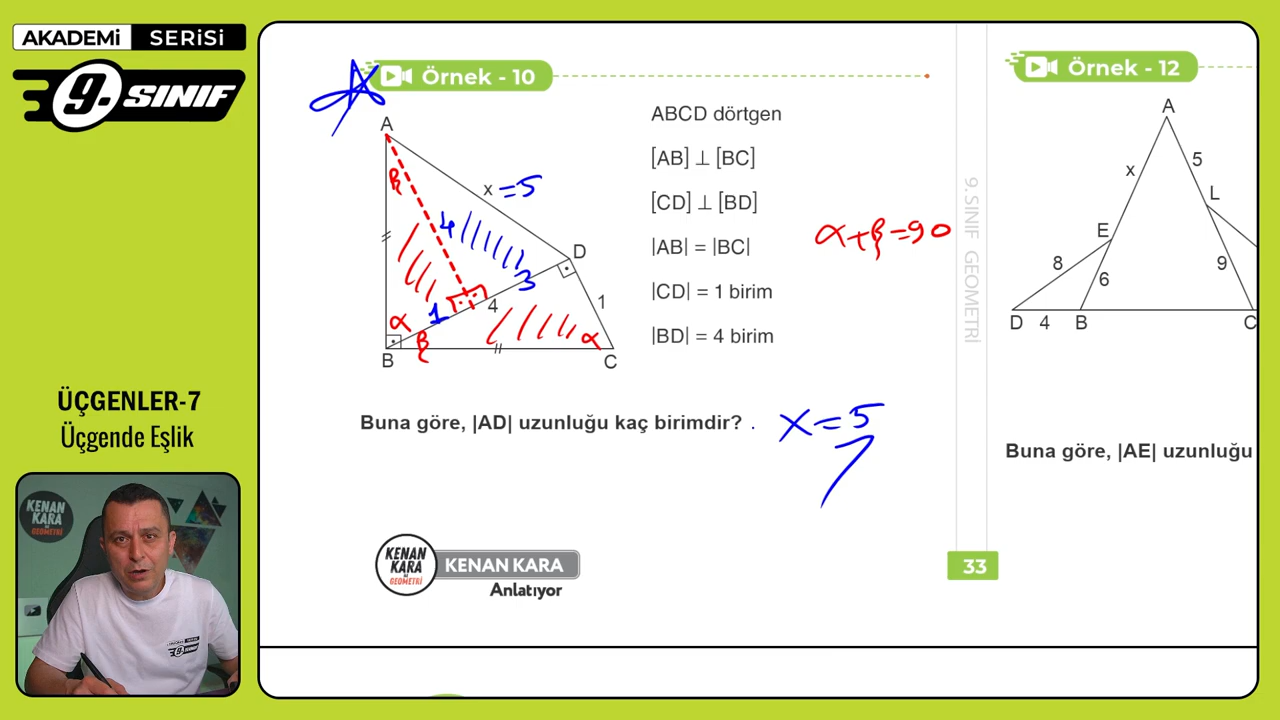 AKADEMİ SERİSİ
9. SINIF
ÜÇGENLER-7
Üçgende Eşlik
KENAN
KARA
ile
GEOMETRİ
Örnek - 10
A
β
x = 5
4
3
D
1
4
1
α
β
α
B
C
ABCD dörtgen
[AB] ⊥ [BC]
[CD] ⊥ [BD]
|AB| = |BC|
|CD| = 1 birim
|BD| = 4 birim
α+β=90
Buna göre, |AD| uzunluğu kaç birimdir?
x = 5
KENAN
KARA
ile
GEOMETRİ
KENAN KARA
Anlatıyor
9. SINIF GEOMETRİ
33
Örnek - 12
A
x
5
L
E
8
6
9
D 4 B C
Buna göre, |AE| uzunluğu